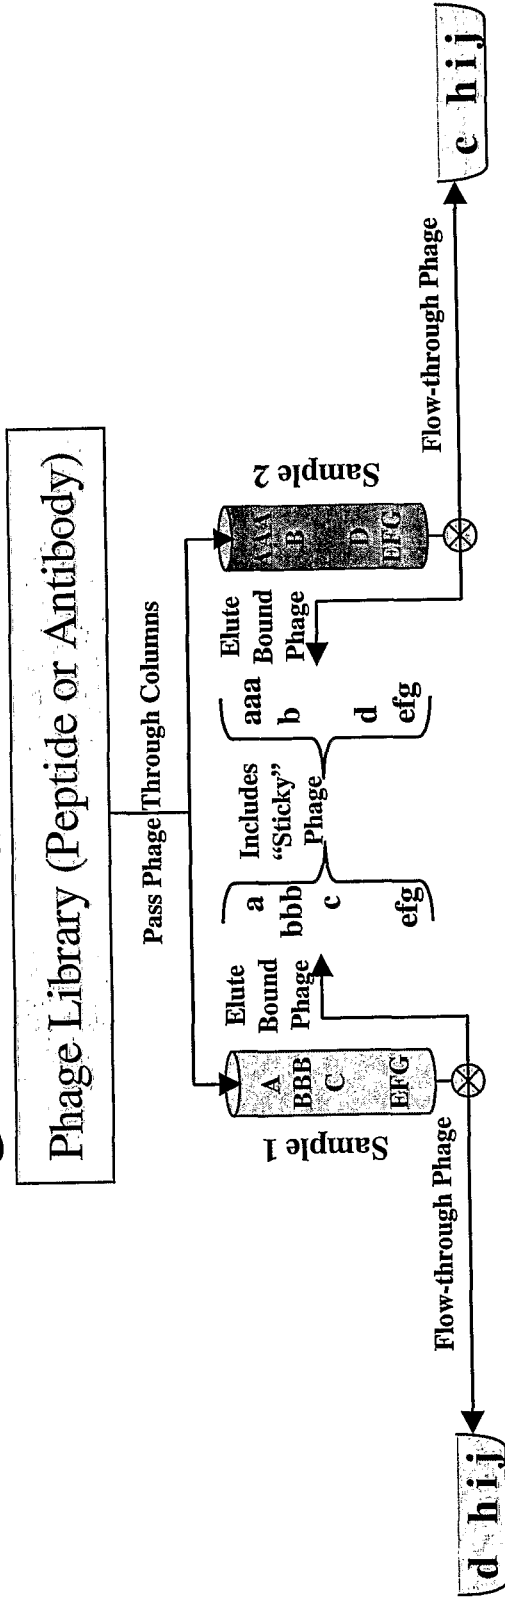 Phage Library (Peptide or Antibody)
Pass Phage Through Columns
Sample 1
A
BBB
C
EFG
Elute
Bound
Phage
a
bbb
c
efg
Includes
“Sticky”
Phage
aaa
b
d
efg
Elute
Bound
Phage
AAA
B
D
EFG
Sample 2
Flow-through Phage
d h i j
Flow-through Phage
c h i j